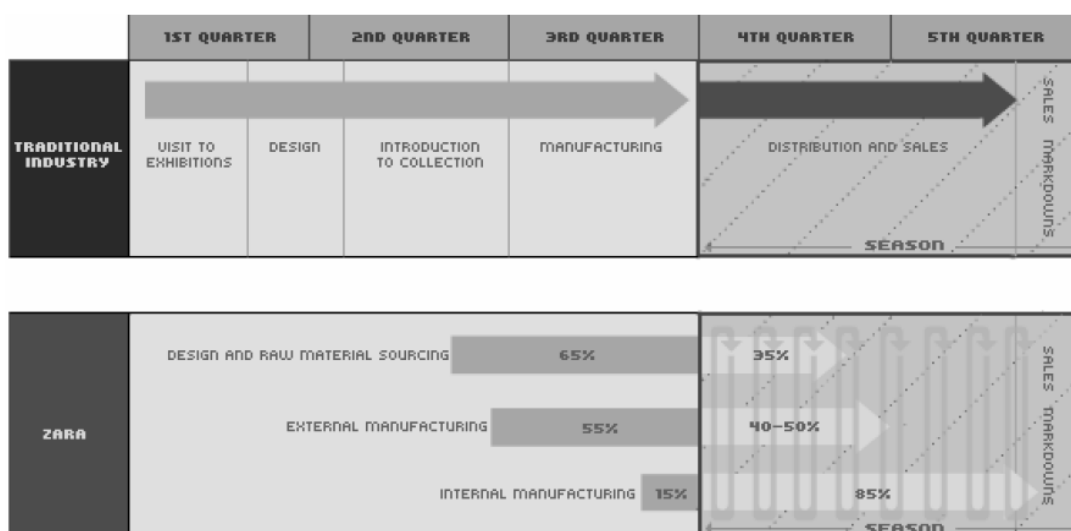 1ST QUARTER 2ND QUARTER 3RD QUARTER 4TH QUARTER 5TH QUARTER
TRADITIONAL
INDUSTRY
VISIT TO
EXHIBITIONS
DESIGN
INTRODUCTION
TO COLLECTION
MANUFACTURING
DISTRIBUTION AND SALES
SALES MARKDOWNS
SEASON
ZARA
DESIGN AND RAW MATERIAL SOURCING 65% 35%
EXTERNAL MANUFACTURING 55% 40-50%
INTERNAL MANUFACTURING 15% 85%
SALES MARKDOWNS
SEASON